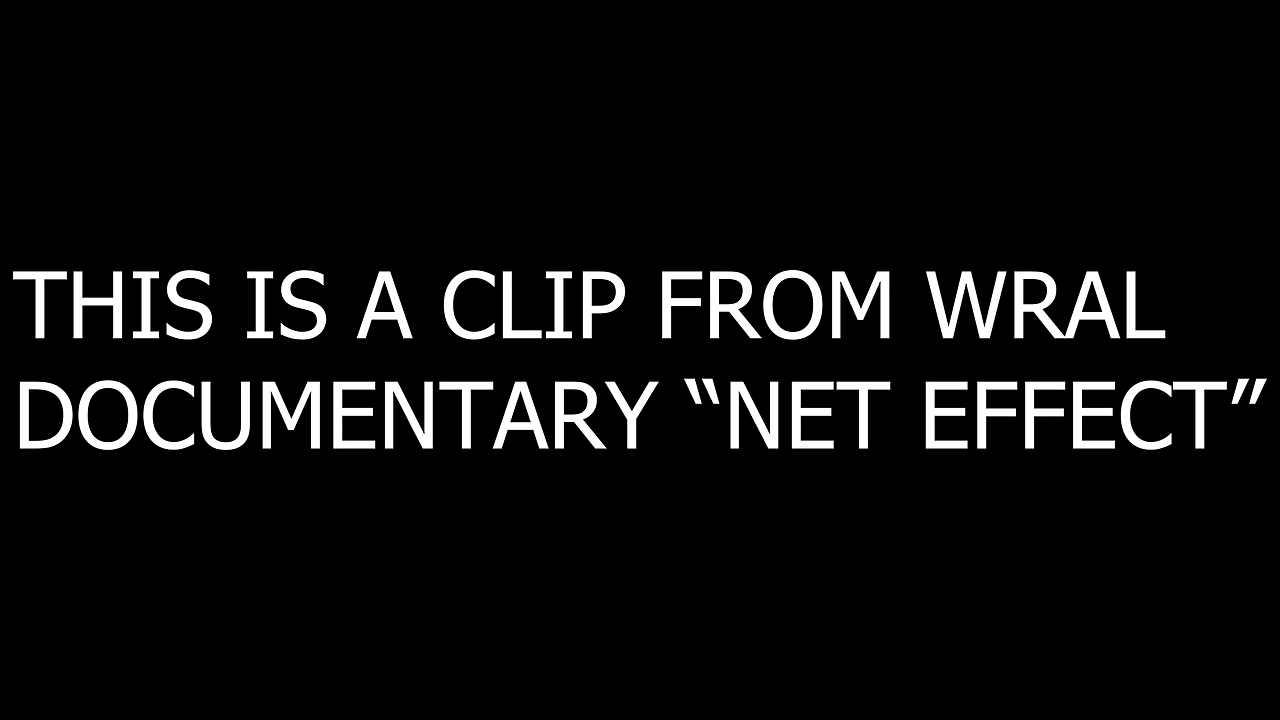 THIS IS A CLIP FROM WRAL
DOCUMENTARY “NET EFFECT”